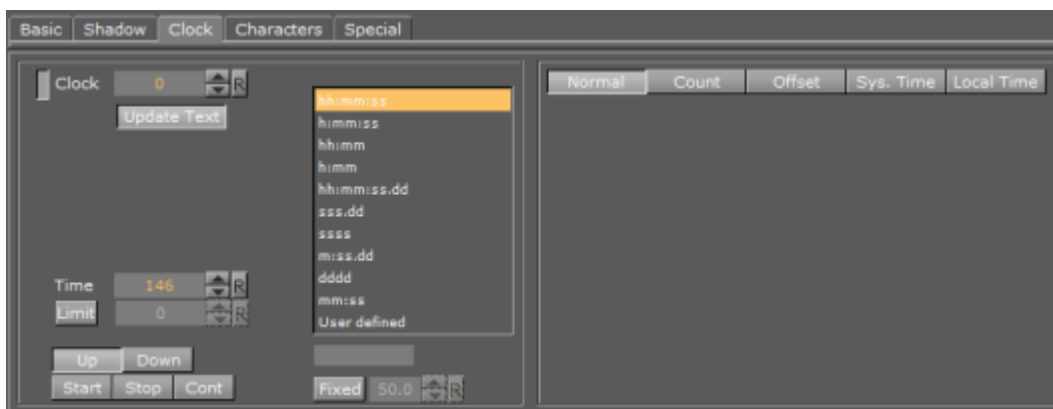 Basic Shadow Clock Characters Special
Clock 0 R
Update Text
hh:mm:ss
h:mm:ss
hh:mm
h:mm
hh:mm:ss.dd
sss.dd
ssss
m:ss.dd
dddd
mm:ss
User defined
Time 146 R
Limit 0 R
Up Down
Start Stop Cont
Fixed 50.0 R
Normal Count Offset Sys. Time Local Time